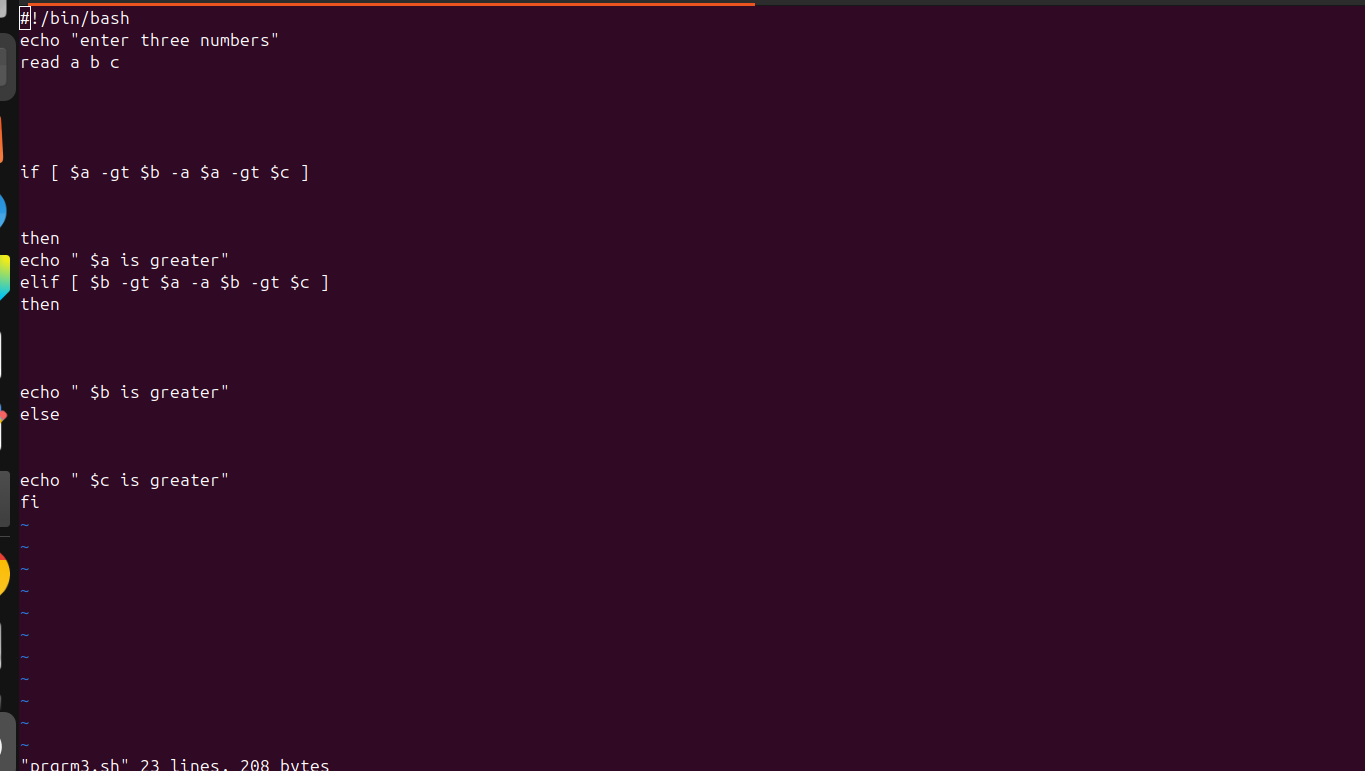 #!/bin/bash
echo "enter three numbers"
read a b c
if [ $a -gt $b -a $a -gt $c ]
then
echo " $a is greater"
elif [ $b -gt $a -a $b -gt $c ]
then
echo " $b is greater"
else
echo " $c is greater"
fi
~
~
~
~
~
~
~
~
~
~
~
"prgrm3.sh" 23 lines, 208 bytes